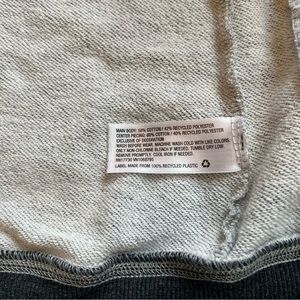 MAIN BODY: 58% COTTON / 42% RECYCLED POLYESTER
CENTER PIECING: 60% COTTON / 40% RECYCLED POLYESTER
EXCLUSIVE OF DECORATION
WASH BEFORE WEAR. MACHINE WASH COLD WITH LIKE COLORS.
ONLY NON-CHLORINE BLEACH IF NEEDED. TUMBLE DRY LOW.
REMOVE PROMPTLY. COOL IRON IF NEEDED.
LABEL MADE FROM 100% RECYCLED PLASTIC